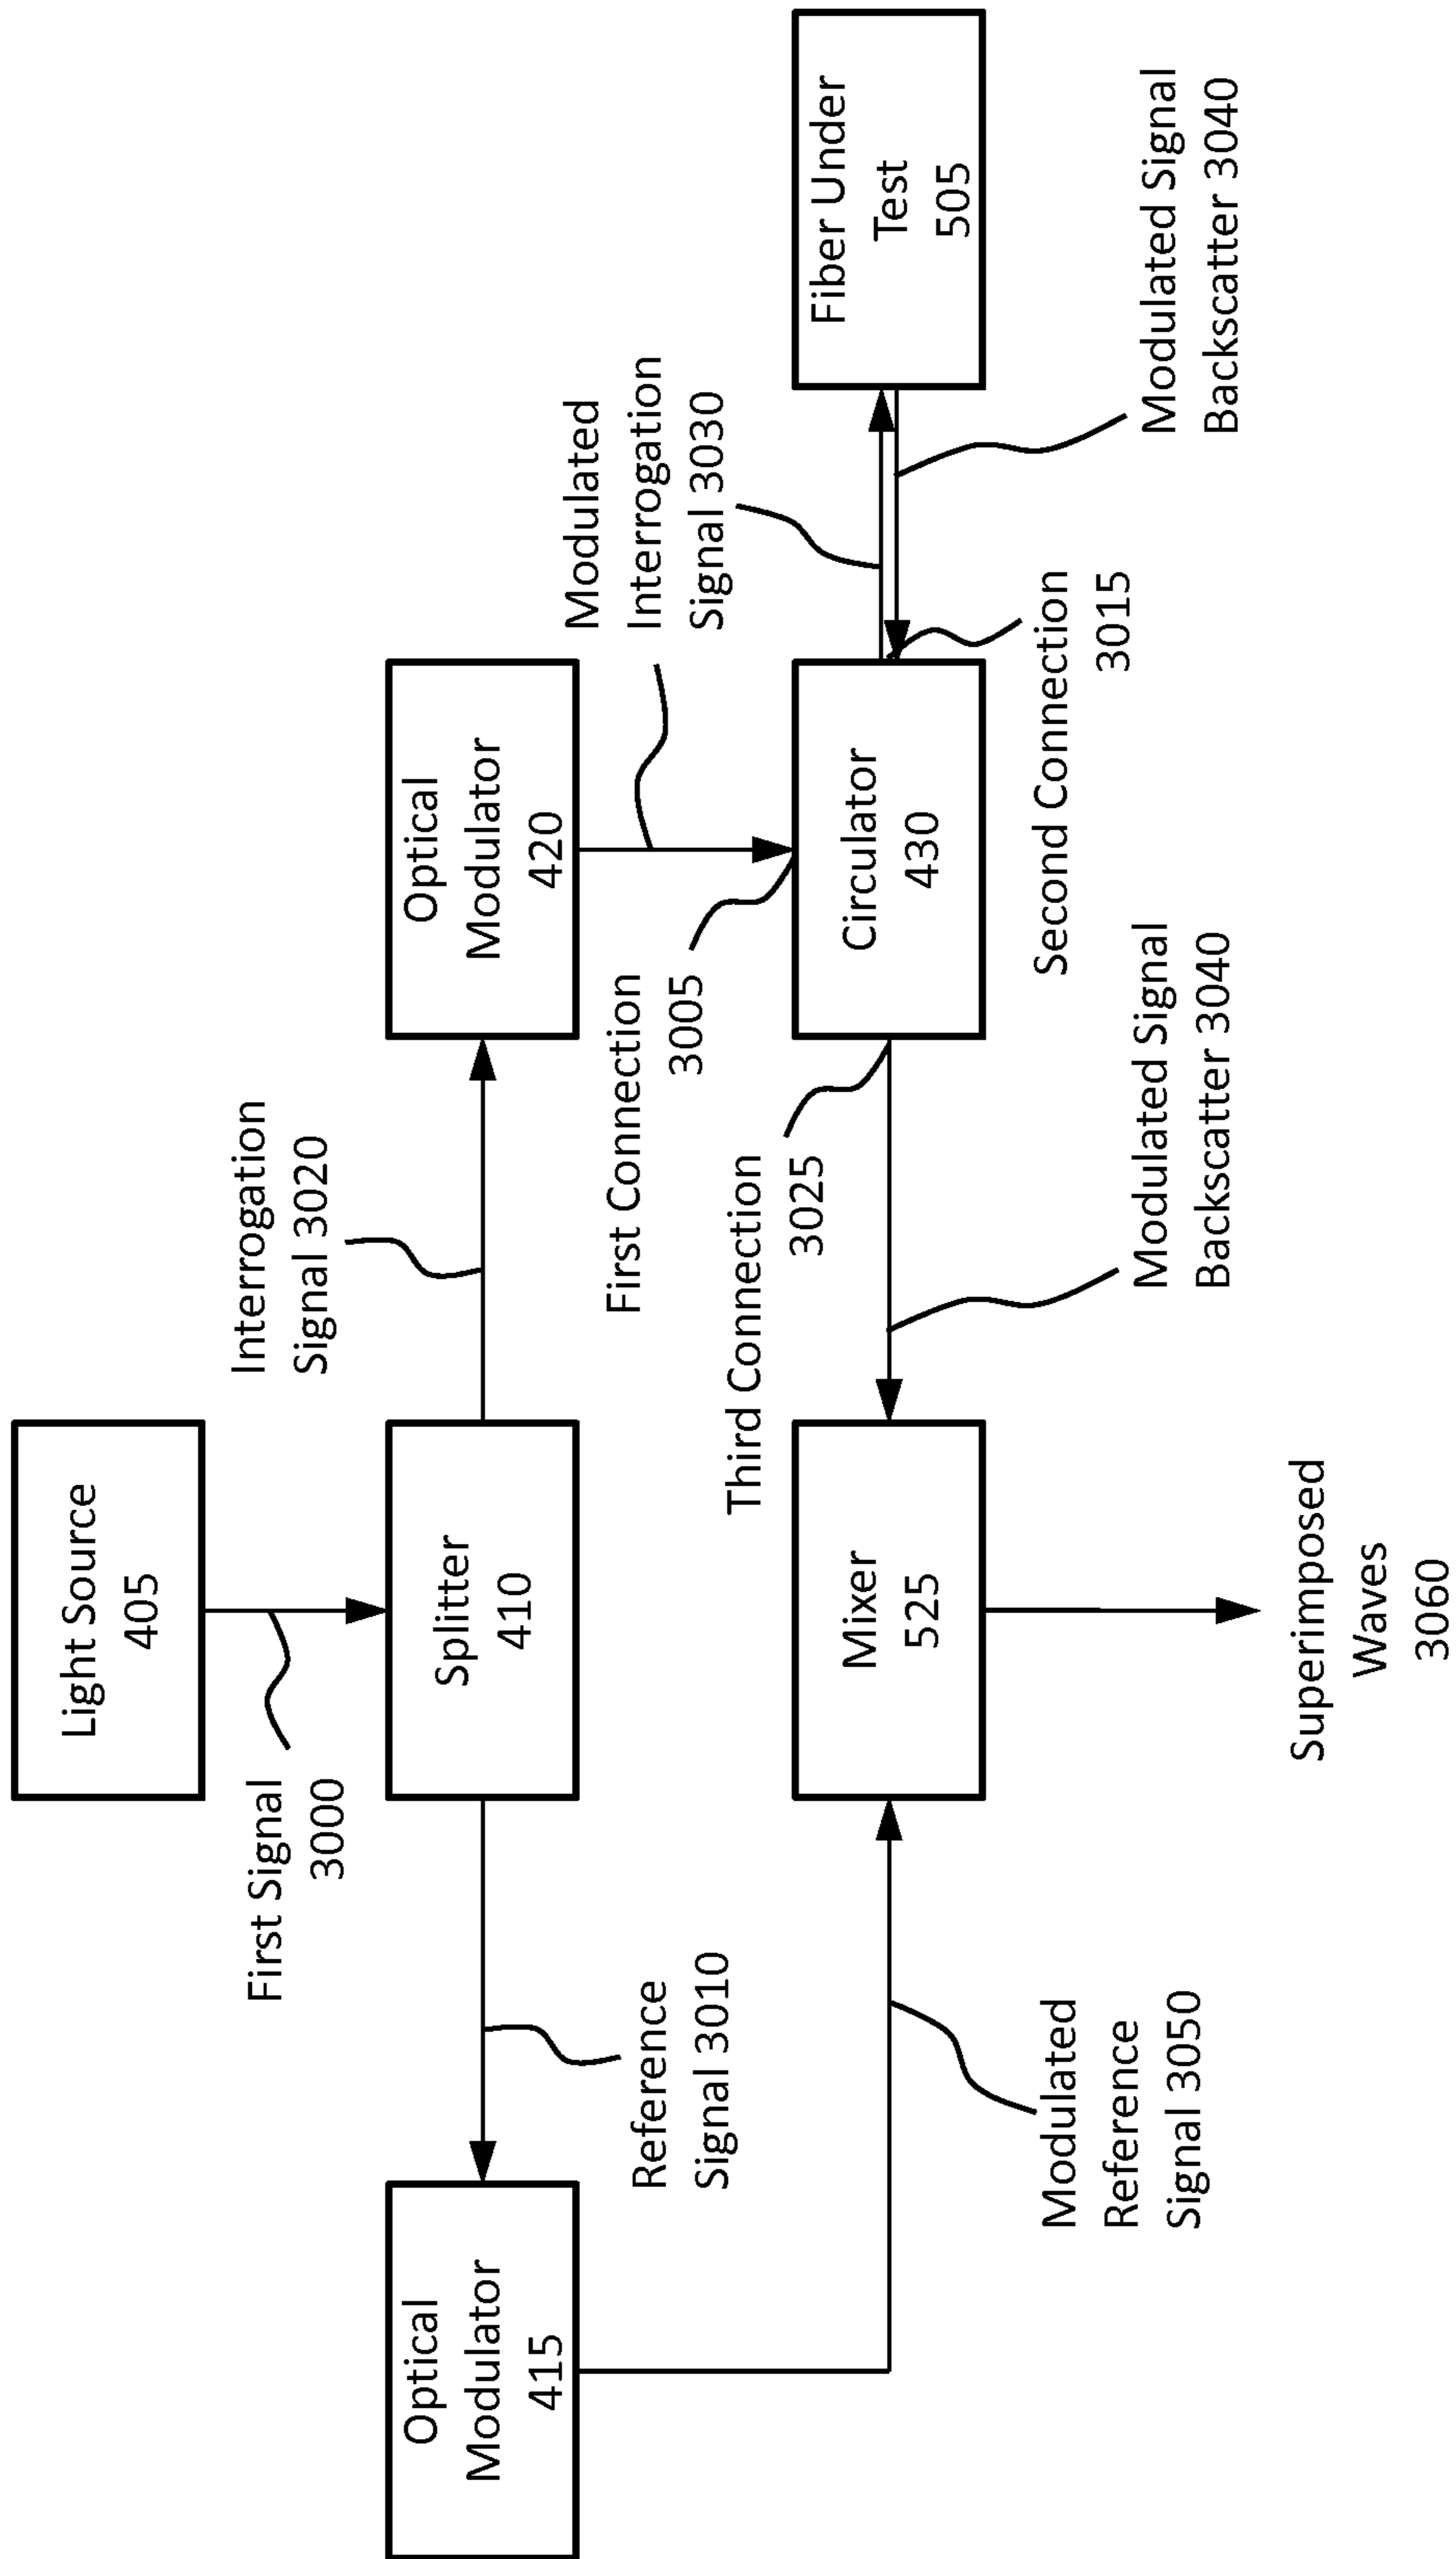 Light Source
405
First Signal
3000
Interrogation
Signal 3020
Optical
Modulator
415
Splitter
410
Optical
Modulator
420
Reference
Signal 3010
First Connection
3005
Modulated
Interrogation
Signal 3030
Third Connection
3025
Mixer
525
Circulator
430
Fiber Under
Test
505
Modulated
Reference
Signal 3050
Second Connection
3015
Modulated Signal
Backscatter 3040
Modulated Signal
Backscatter 3040
Superimposed
Waves
3060